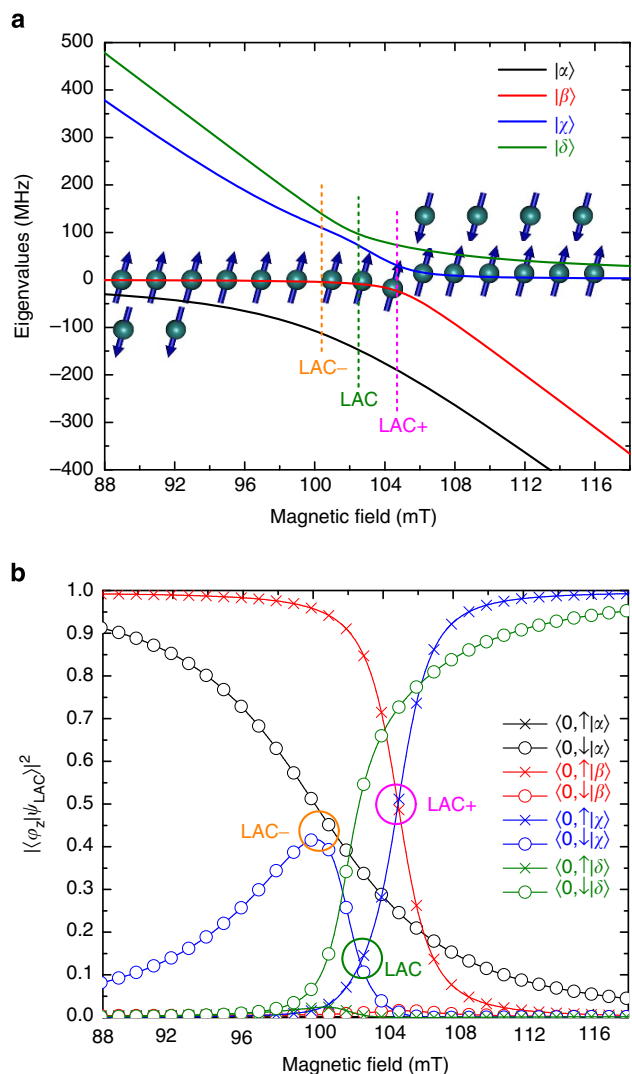 a
500
400
300
200
100
0
−100
−200
−300
−400
Eigenvalues (MHz)
|α⟩
|β⟩
|χ⟩
|δ⟩
LAC−
LAC
LAC+
88 92 96 100 104 108 112 116
Magnetic field (mT)
b
1.0
0.9
0.8
0.7
0.6
0.5
0.4
0.3
0.2
0.1
0.0
|⟨φz|ψLAC⟩|²
⟨0,↑|α⟩
⟨0,↓|α⟩
⟨0,↑|β⟩
⟨0,↓|β⟩
⟨0,↑|χ⟩
⟨0,↓|χ⟩
⟨0,↑|δ⟩
⟨0,↓|δ⟩
LAC+
LAC−
LAC
88 92 96 100 104 108 112 116
Magnetic field (mT)